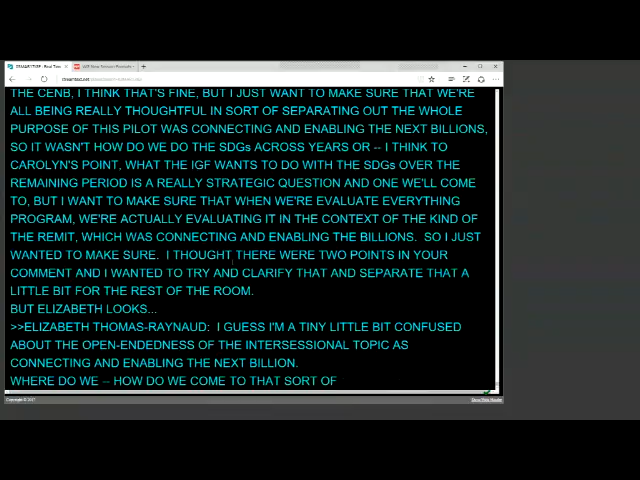 THE CENB, I THINK THAT'S FINE, BUT I JUST WANT TO MAKE SURE THAT WE'RE
ALL BEING REALLY THOUGHTFUL IN SORT OF SEPARATING OUT THE WHOLE
PURPOSE OF THIS PILOT WAS CONNECTING AND ENABLING THE NEXT BILLIONS,
SO IT WASN'T HOW DO WE DO THE SDGs ACROSS YEARS OR -- I THINK TO
CAROLYN'S POINT, WHAT THE IGF WANTS TO DO WITH THE SDGs OVER THE
REMAINING PERIOD IS A REALLY STRATEGIC QUESTION AND ONE WE'LL COME
TO, BUT I WANT TO MAKE SURE THAT WHEN WE'RE EVALUATE EVERYTHING
PROGRAM, WE'RE ACTUALLY EVALUATING IT IN THE CONTEXT OF THE KIND OF
THE REMIT, WHICH WAS CONNECTING AND ENABLING THE BILLIONS.  SO I JUST
WANTED TO MAKE SURE.  I THOUGHT THERE WERE TWO POINTS IN YOUR
COMMENT AND I WANTED TO TRY AND CLARIFY THAT AND SEPARATE THAT A
LITTLE BIT FOR THE REST OF THE ROOM.
BUT ELIZABETH LOOKS...
>>ELIZABETH THOMAS-RAYNAUD:  I GUESS I'M A TINY LITTLE BIT CONFUSED
ABOUT THE OPEN-ENDEDNESS OF THE INTERSESSIONAL TOPIC AS
CONNECTING AND ENABLING THE NEXT BILLION.
WHERE DO WE -- HOW DO WE COME TO THAT SORT OF